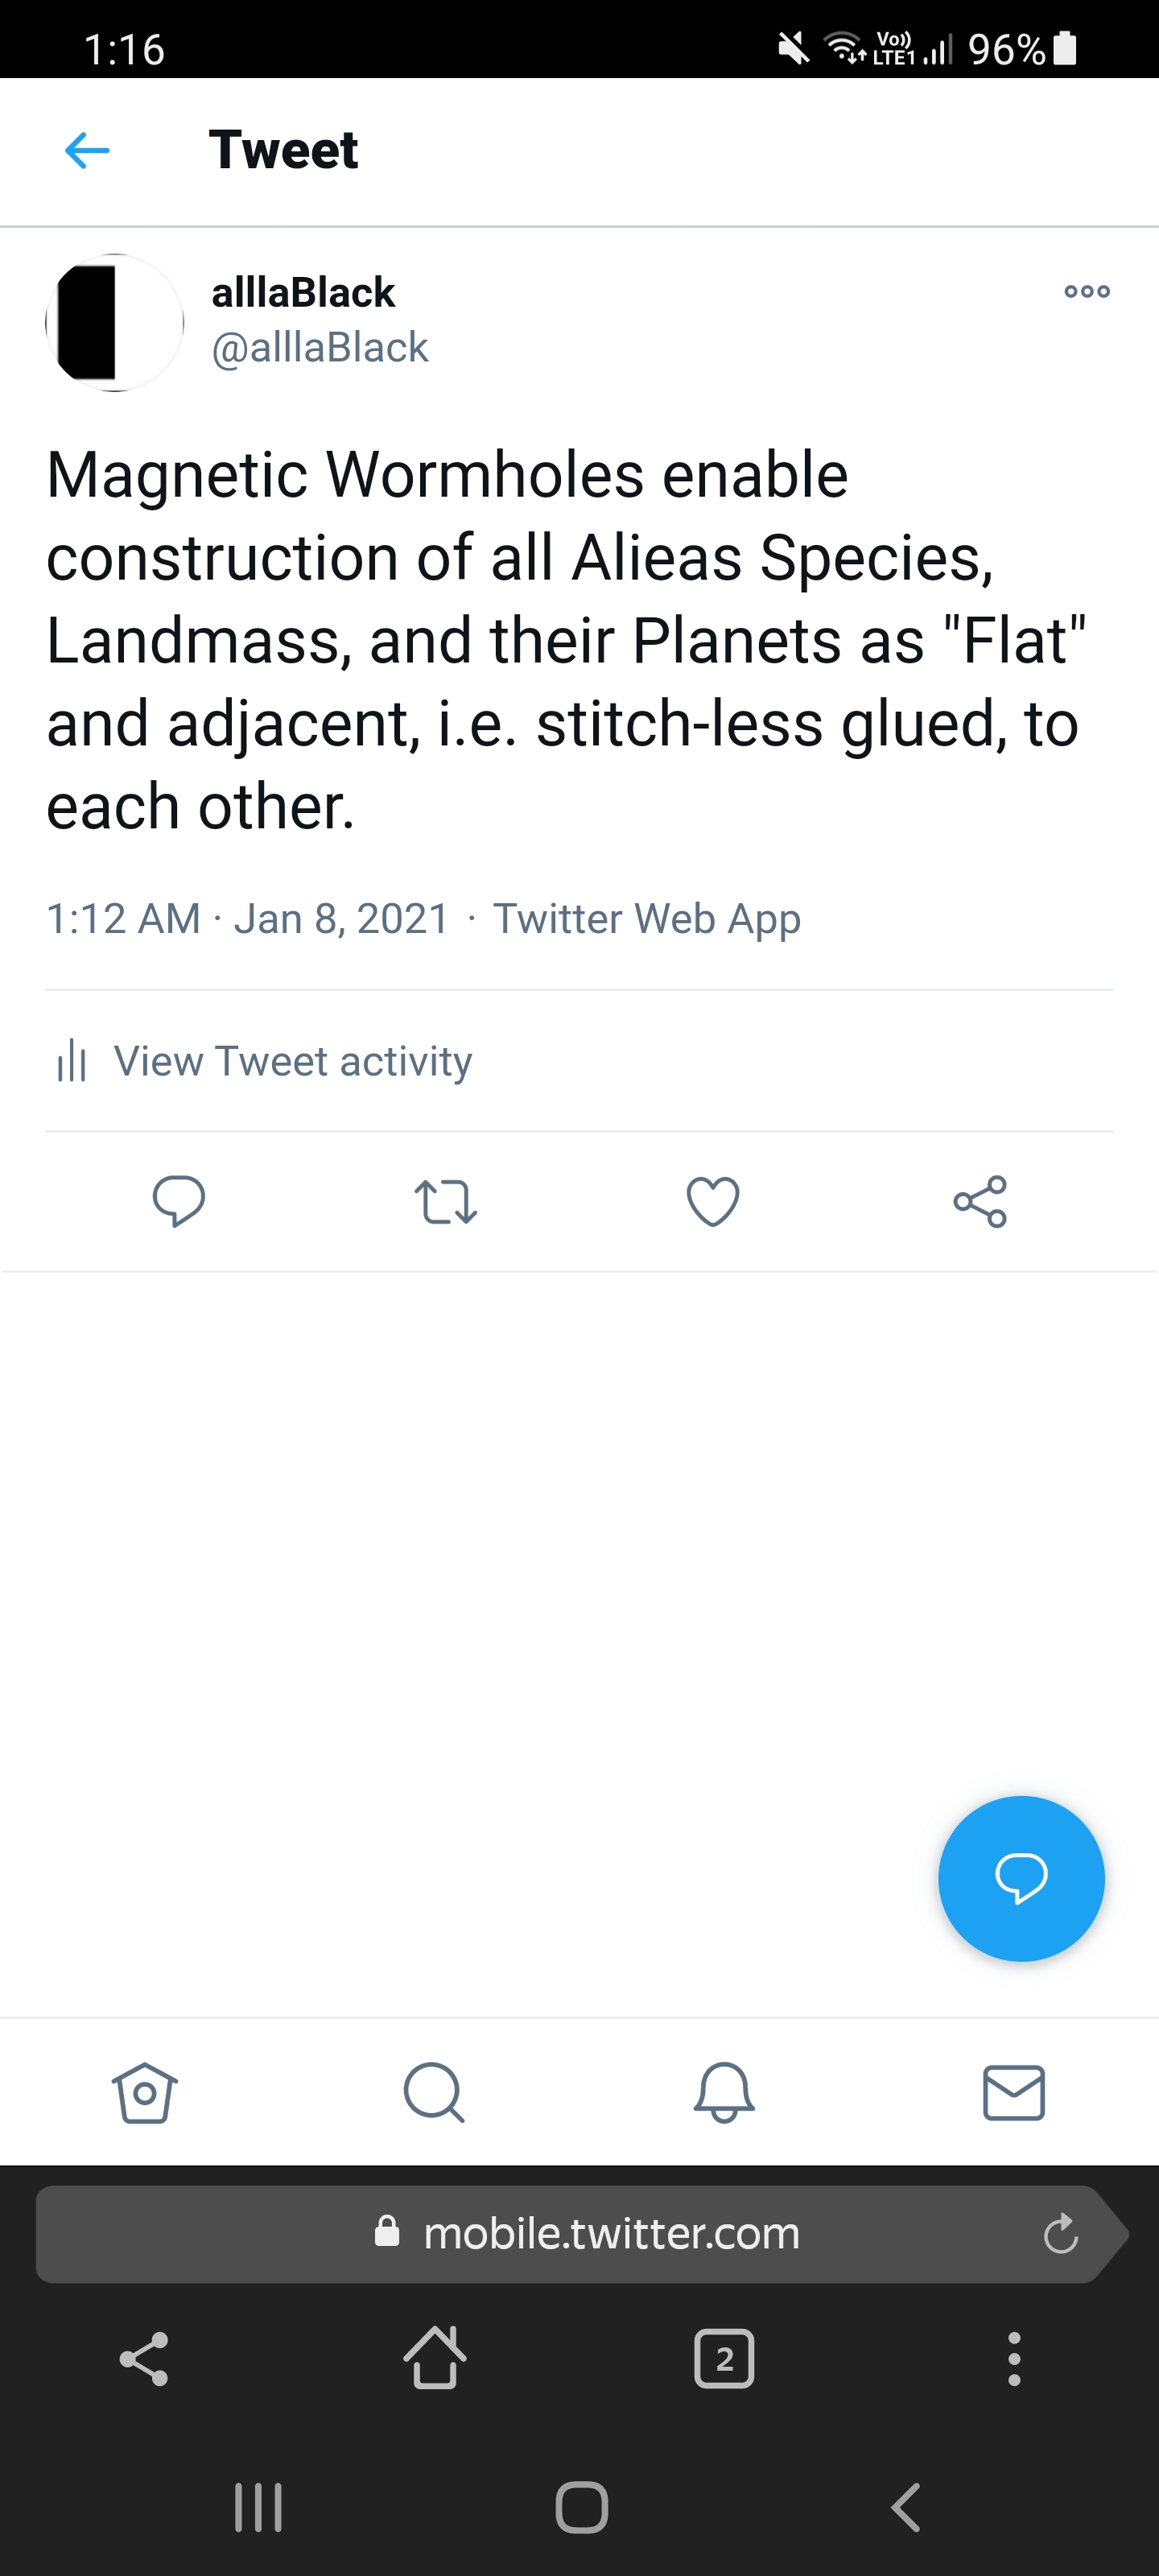 1:16 Vo)) LTE1 96%
Tweet
alllaBlack
@alllaBlack
Magnetic Wormholes enable
construction of all Alieas Species,
Landmass, and their Planets as "Flat"
and adjacent, i.e. stitch-less glued, to
each other.
1:12 AM · Jan 8, 2021 · Twitter Web App
View Tweet activity
mobile.twitter.com
2